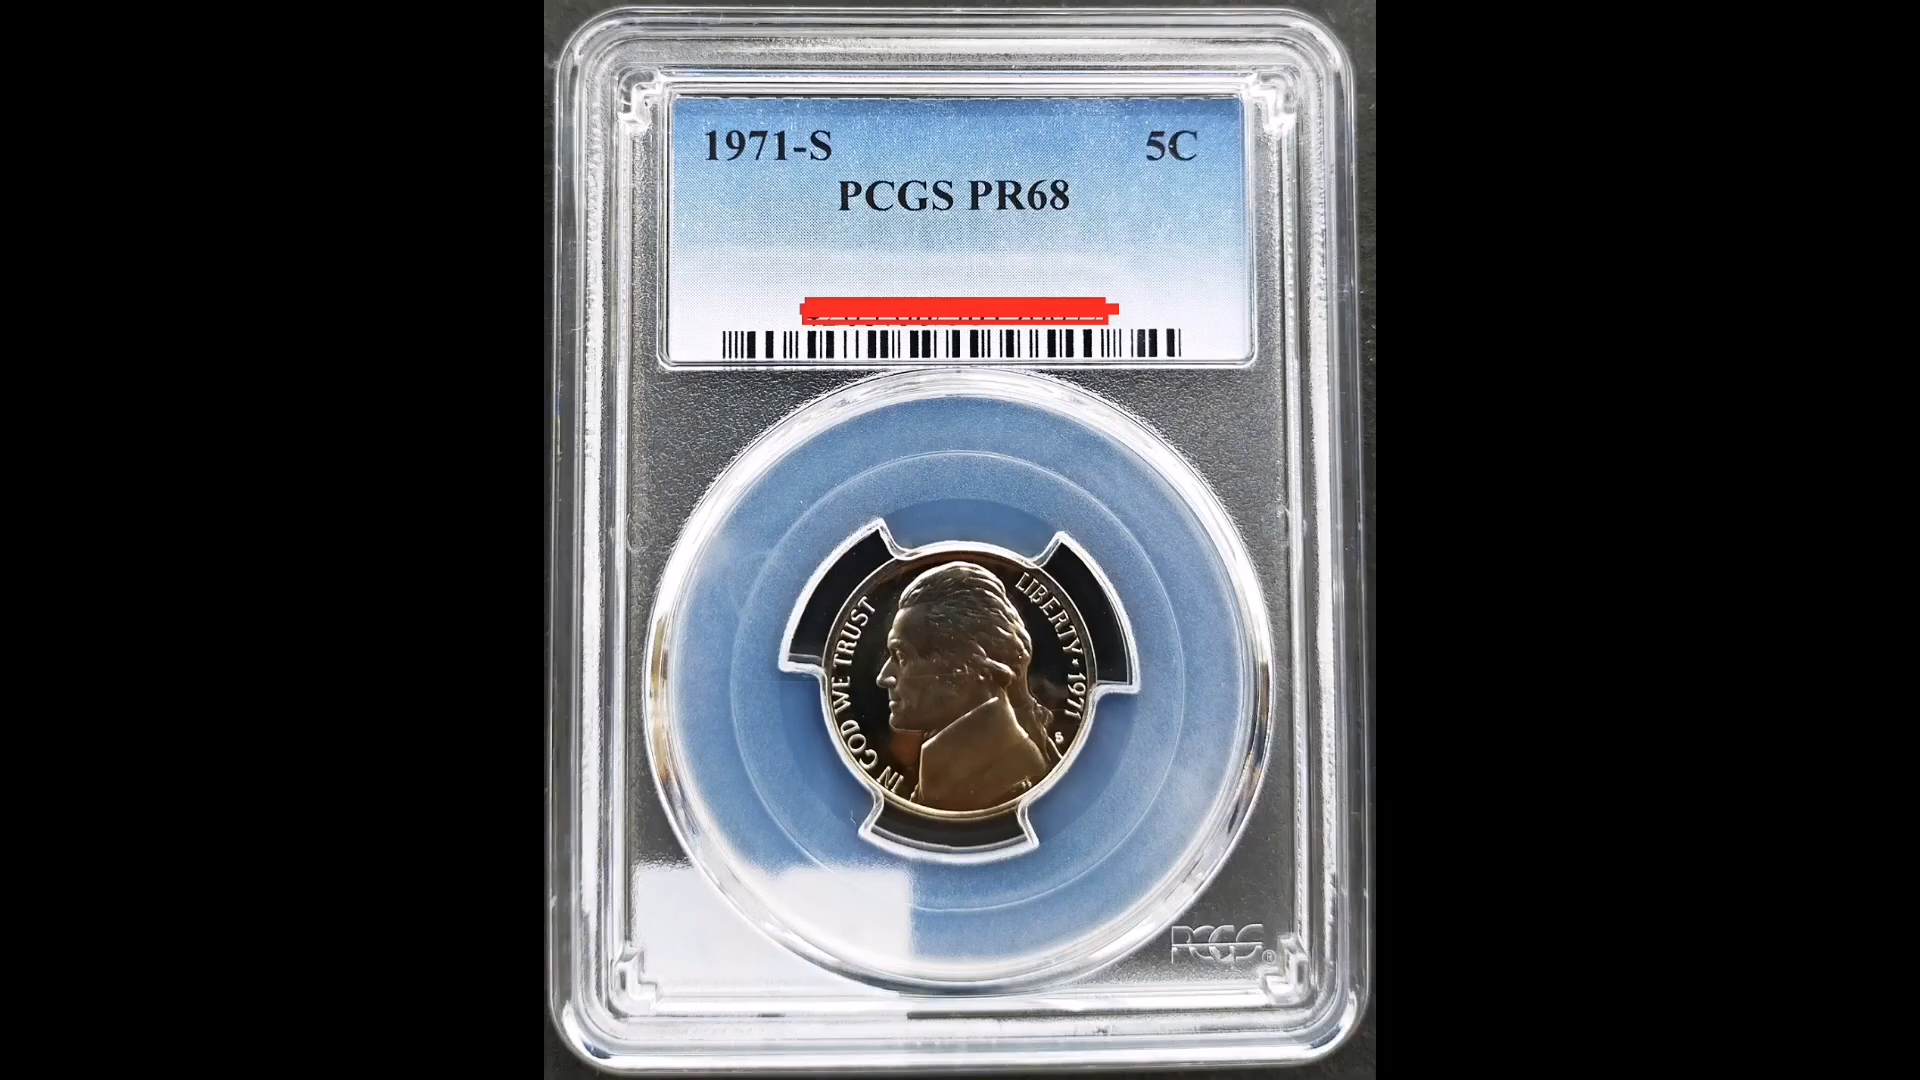 1971-S 5C
PCGS PR68
IN GOD WE TRUST
LIBERTY 1971
S
PCGS